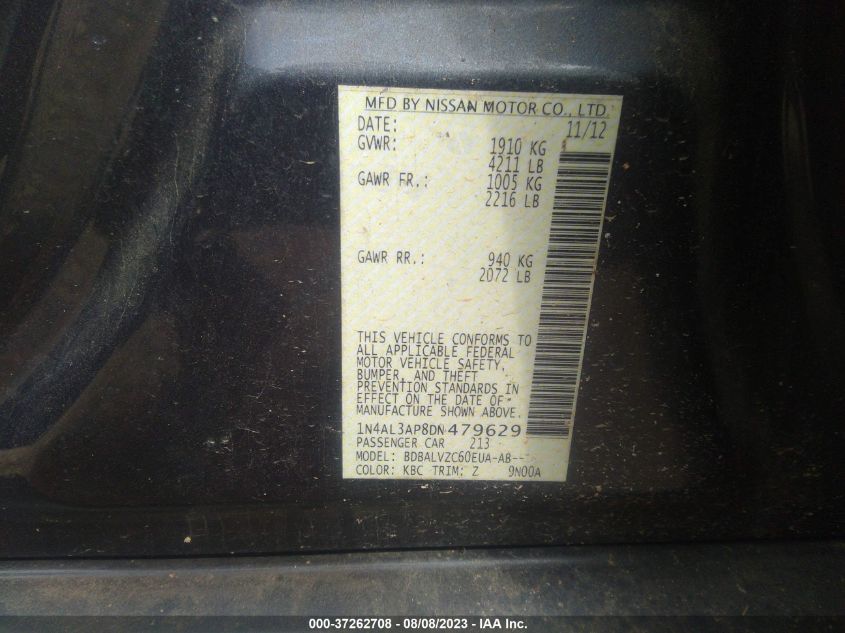 MFD BY NISSAN MOTOR CO., LTD.
DATE: 11/12
GVWR: 1910 KG
4211 LB
GAWR FR.: 1005 KG
2216 LB
GAWR RR.: 940 KG
2072 LB
THIS VEHICLE CONFORMS TO
ALL APPLICABLE FEDERAL
MOTOR VEHICLE SAFETY,
BUMPER, AND THEFT
PREVENTION STANDARDS IN
EFFECT ON THE DATE OF
MANUFACTURE SHOWN ABOVE.
1N4AL3AP8DN479629
PASSENGER CAR 213
MODEL: BDBALVZC60EUA-AB--
COLOR: KBC TRIM: Z 9N00A
000-37262708 - 08/08/2023 - IAA Inc.